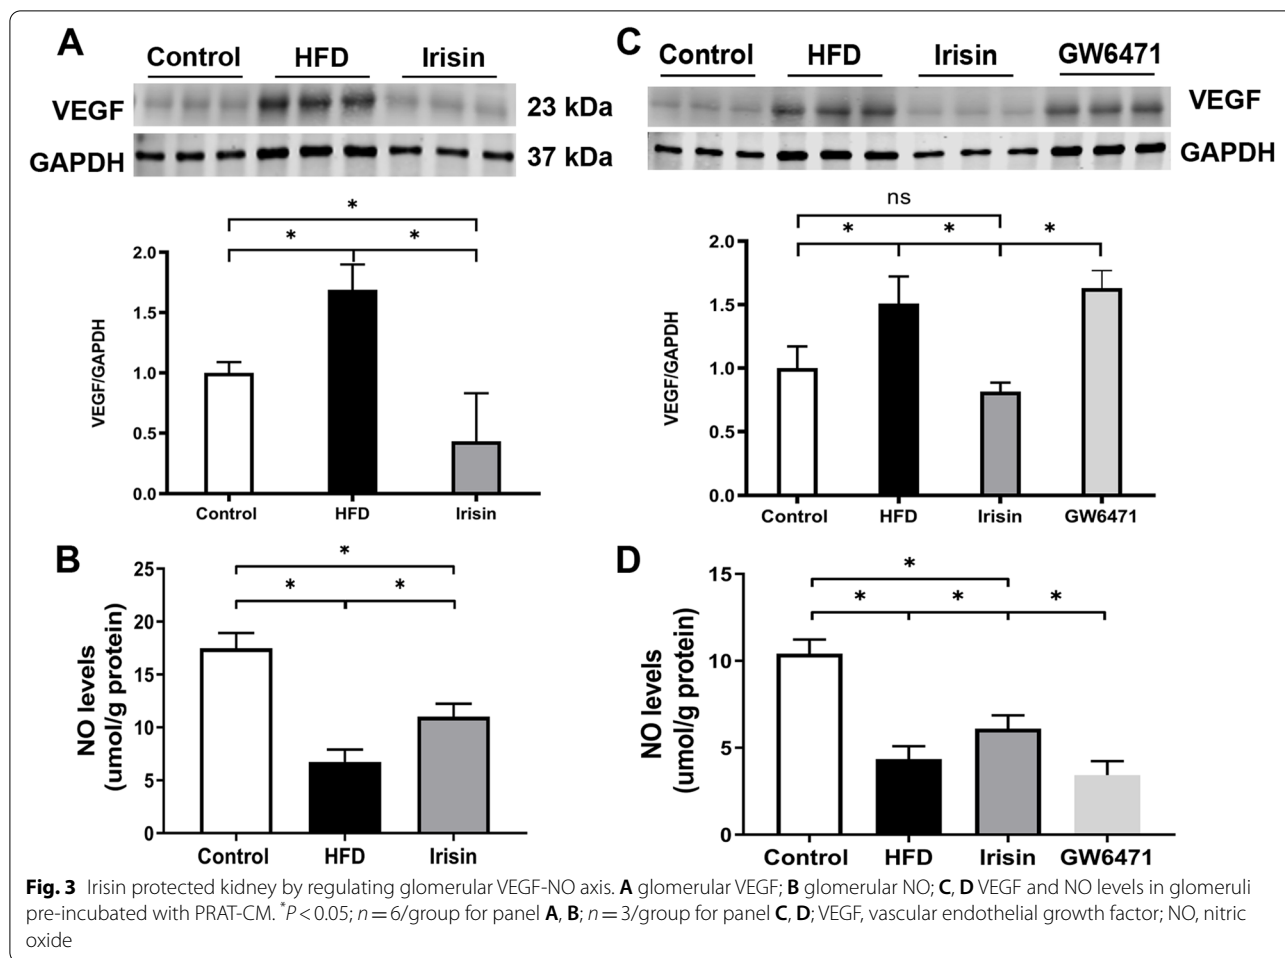 A
Control HFD Irisin
VEGF 23 kDa
GAPDH 37 kDa
*
* *
2.0
1.5
1.0
0.5
0.0
VEGF/GAPDH
Control HFD Irisin
C
Control HFD Irisin GW6471
VEGF
GAPDH
ns
* * *
2.0
1.5
1.0
0.5
0.0
VEGF/GAPDH
Control HFD Irisin GW6471
B
*
* *
25
20
15
10
5
0
NO levels
(umol/g protein)
Control HFD Irisin
D
*
* * *
15
10
5
0
NO levels
(umol/g protein)
Control HFD Irisin GW6471
Fig. 3 Irisin protected kidney by regulating glomerular VEGF-NO axis. A glomerular VEGF; B glomerular NO; C, D VEGF and NO levels in glomeruli
pre-incubated with PRAT-CM. *P < 0.05; n = 6/group for panel A, B; n = 3/group for panel C, D; VEGF, vascular endothelial growth factor; NO, nitric
oxide